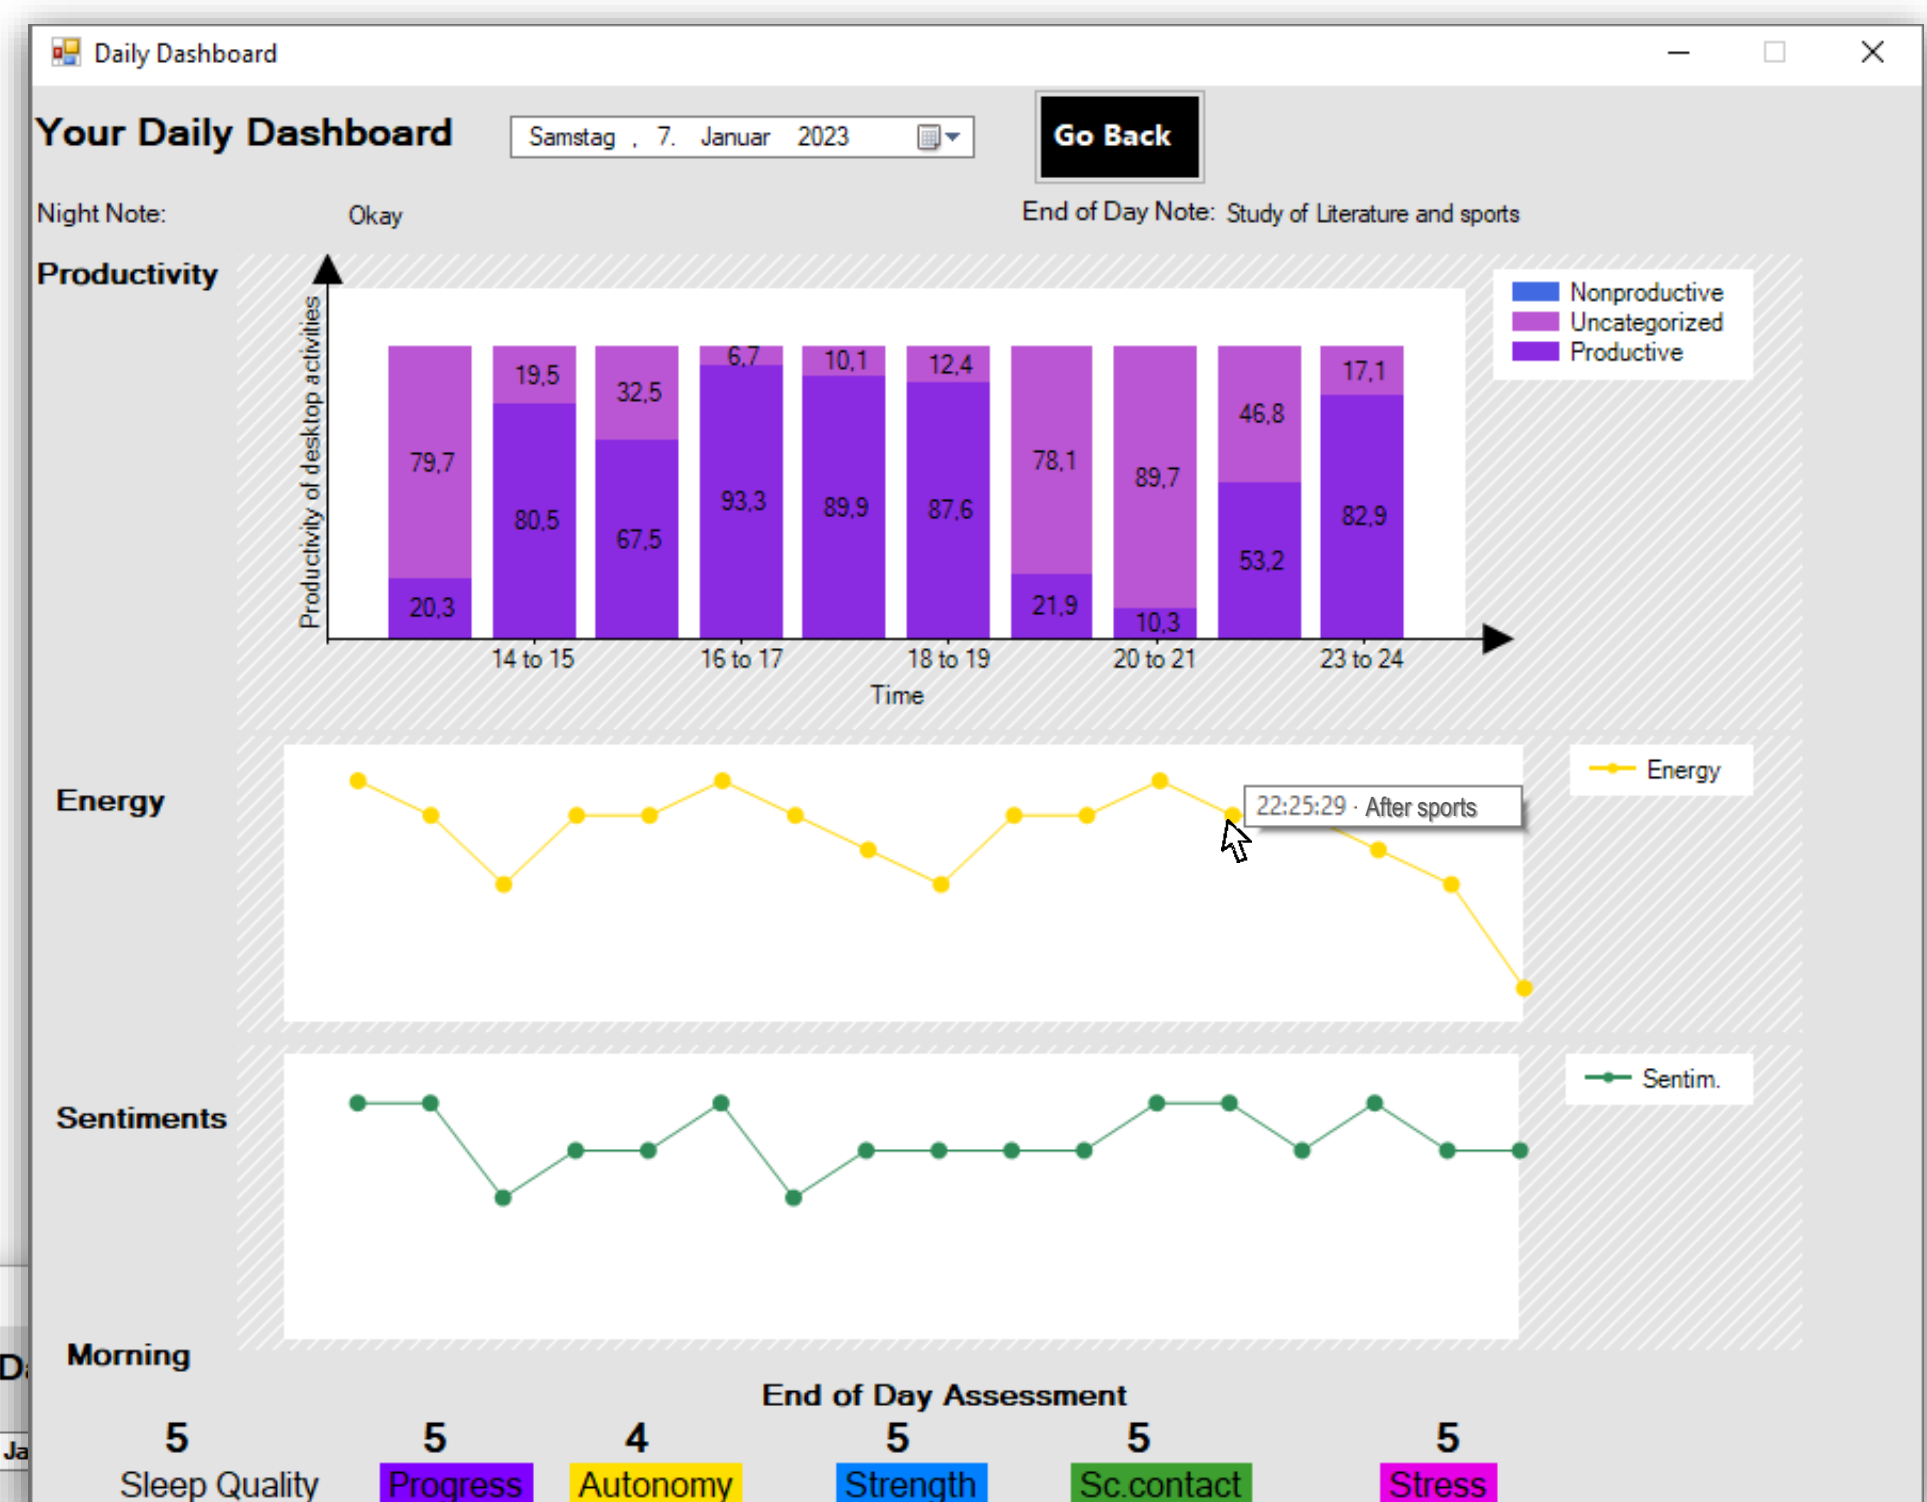 Daily Dashboard
Your Daily Dashboard
Samstag , 7. Januar 2023
Go Back
Night Note: Okay
End of Day Note: Study of Literature and sports
Productivity
Productivity of desktop activities
Nonproductive
Uncategorized
Productive
79,7 19,5 32,5 6,7 10,1 12,4 78,1 89,7 46,8 17,1
20,3 80,5 67,5 93,3 89,9 87,6 21,9 10,3 53,2 82,9
14 to 15 16 to 17 18 to 19 20 to 21 23 to 24
Time
Energy
Energy
22:25:29 · After sports
Sentiments
Sentim.
Morning
End of Day Assessment
5 5 4 5 5 5
Sleep Quality Progress Autonomy Strength Sc.contact Stress